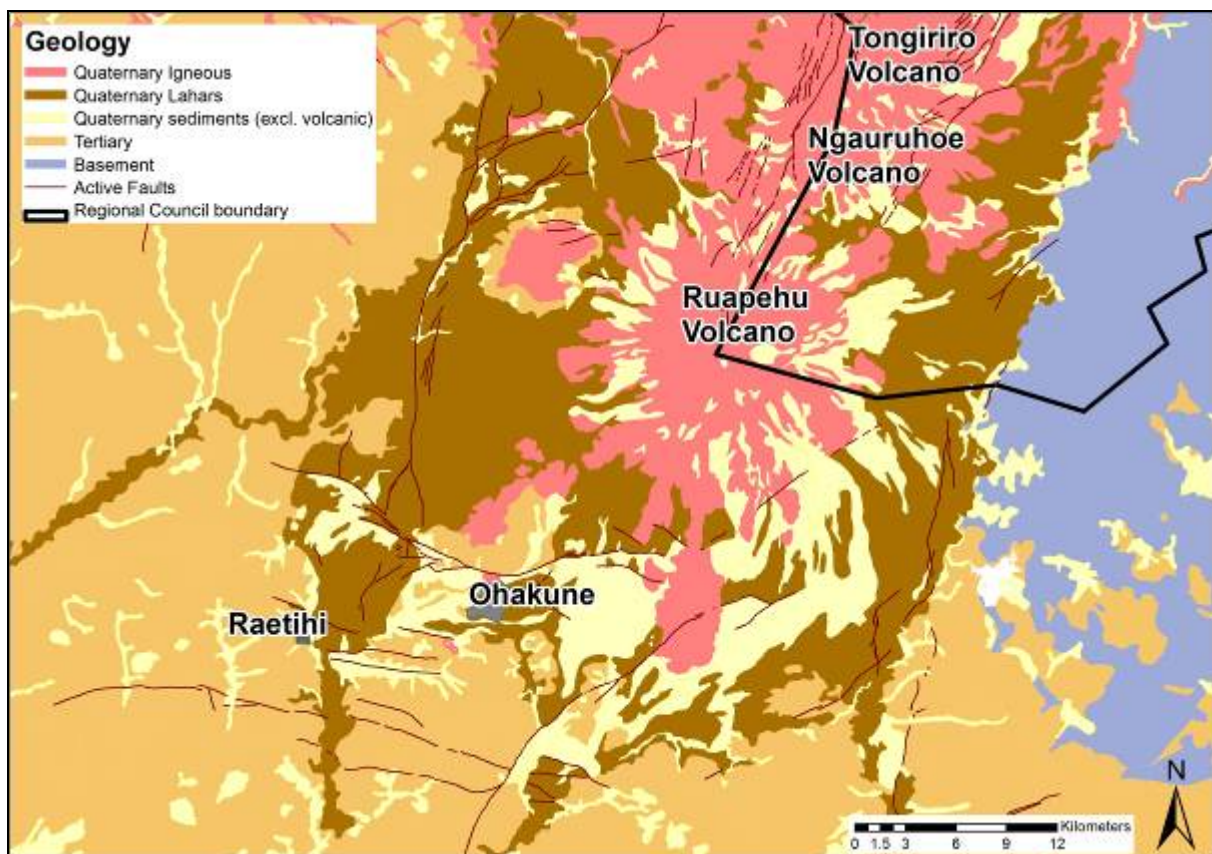 Geology
Quaternary Igneous
Quaternary Lahars
Quaternary sediments (excl. volcanic)
Tertiary
Basement
Active Faults
Regional Council boundary
Tongiriro
Volcano
Ngauruhoe
Volcano
Ruapehu
Volcano
Ohakune
Raetihi
N
Kilometers
0 1.5 3 6 9 12